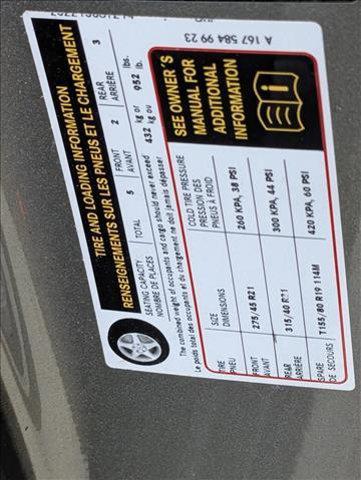 A 167 584 99 23
TIRE AND LOADING INFORMATION
RENSEIGNEMENTS SUR LES PNEUS ET LE CHARGEMENT
SEATING CAPACITY TOTAL 5 FRONT 2 REAR 3
NOMBRE DE PLACES AVANT ARRIÈRE
The combined weight of occupants and cargo should never exceed 432 kg or 952 lbs.
Le poids total des occupants et du chargement ne doit jamais dépasser 432 kg ou 952 lb.
TIRE SIZE COLD TIRE PRESSURE
PNEU DIMENSIONS PRESSION DES
PNEUS À FROID
FRONT 275/45 R21 260 KPA, 38 PSI
AVANT
REAR 315/40 R21 300 KPA, 44 PSI
ARRIÈRE
SPARE T155/80 R19 114M 420 KPA, 60 PSI
DE SECOURS
SEE OWNER'S
MANUAL FOR
ADDITIONAL
INFORMATION